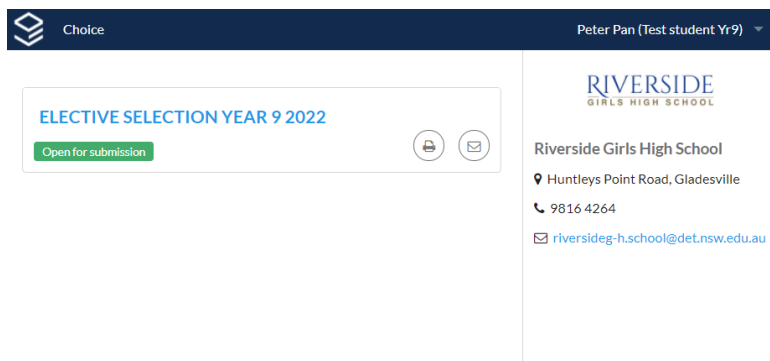 Choice
Peter Pan (Test student Yr9)
ELECTIVE SELECTION YEAR 9 2022
Open for submission
RIVERSIDE
GIRLS HIGH SCHOOL
Riverside Girls High School
Huntleys Point Road, Gladesville
9816 4264
riversideg-h.school@det.nsw.edu.au